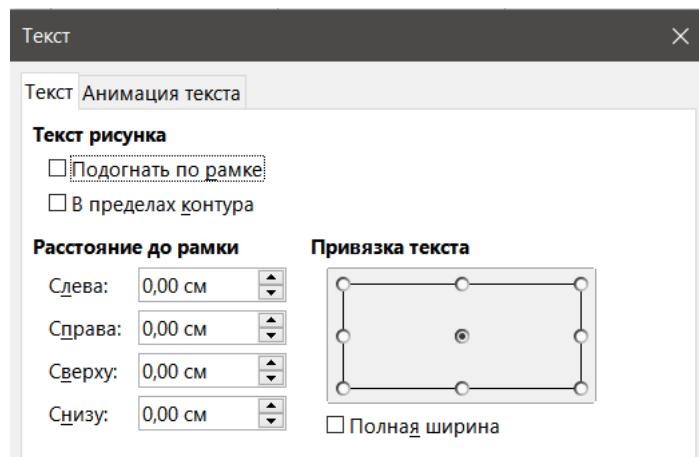 Текст
Текст Анимация текста
Текст рисунка
Подогнать по рамке
В пределах контура
Расстояние до рамки Привязка текста
Слева: 0,00 см
Справа: 0,00 см
Сверху: 0,00 см
Снизу: 0,00 см
Полная ширина